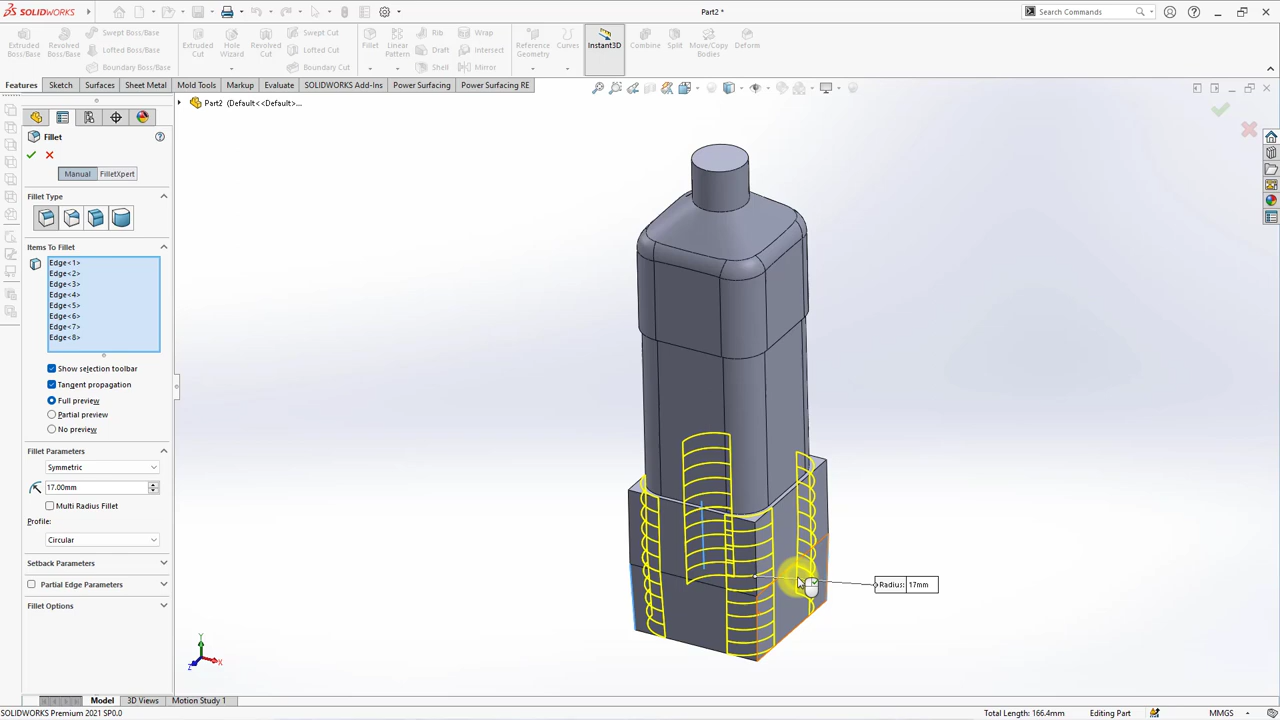 SOLIDWORKS
Part2 *
Search Commands
Extruded Boss/Base
Revolved Boss/Base
Swept Boss/Base
Lofted Boss/Base
Boundary Boss/Base
Extruded Cut
Hole Wizard
Revolved Cut
Swept Cut
Lofted Cut
Boundary Cut
Fillet
Linear Pattern
Rib
Draft
Shell
Wrap
Intersect
Mirror
Reference Geometry
Curves
Instant3D
Combine
Split
Move/Copy Bodies
Deform
Features
Sketch
Surfaces
Sheet Metal
Mold Tools
Markup
Evaluate
SOLIDWORKS Add-Ins
Power Surfacing
Power Surfacing RE
Part2 (Default<<Default>...
Fillet
Manual
FilletXpert
Fillet Type
Items To Fillet
Edge<1>
Edge<2>
Edge<3>
Edge<4>
Edge<5>
Edge<6>
Edge<7>
Edge<8>
Show selection toolbar
Tangent propagation
Full preview
Partial preview
No preview
Fillet Parameters
Symmetric
17.00mm
Multi Radius Fillet
Profile:
Circular
Setback Parameters
Partial Edge Parameters
Fillet Options
Radius: 17mm
Y
X
Z
Model
3D Views
Motion Study 1
SOLIDWORKS Premium 2021 SP0.0
Total Length: 166.4mm
Editing Part
MMGS